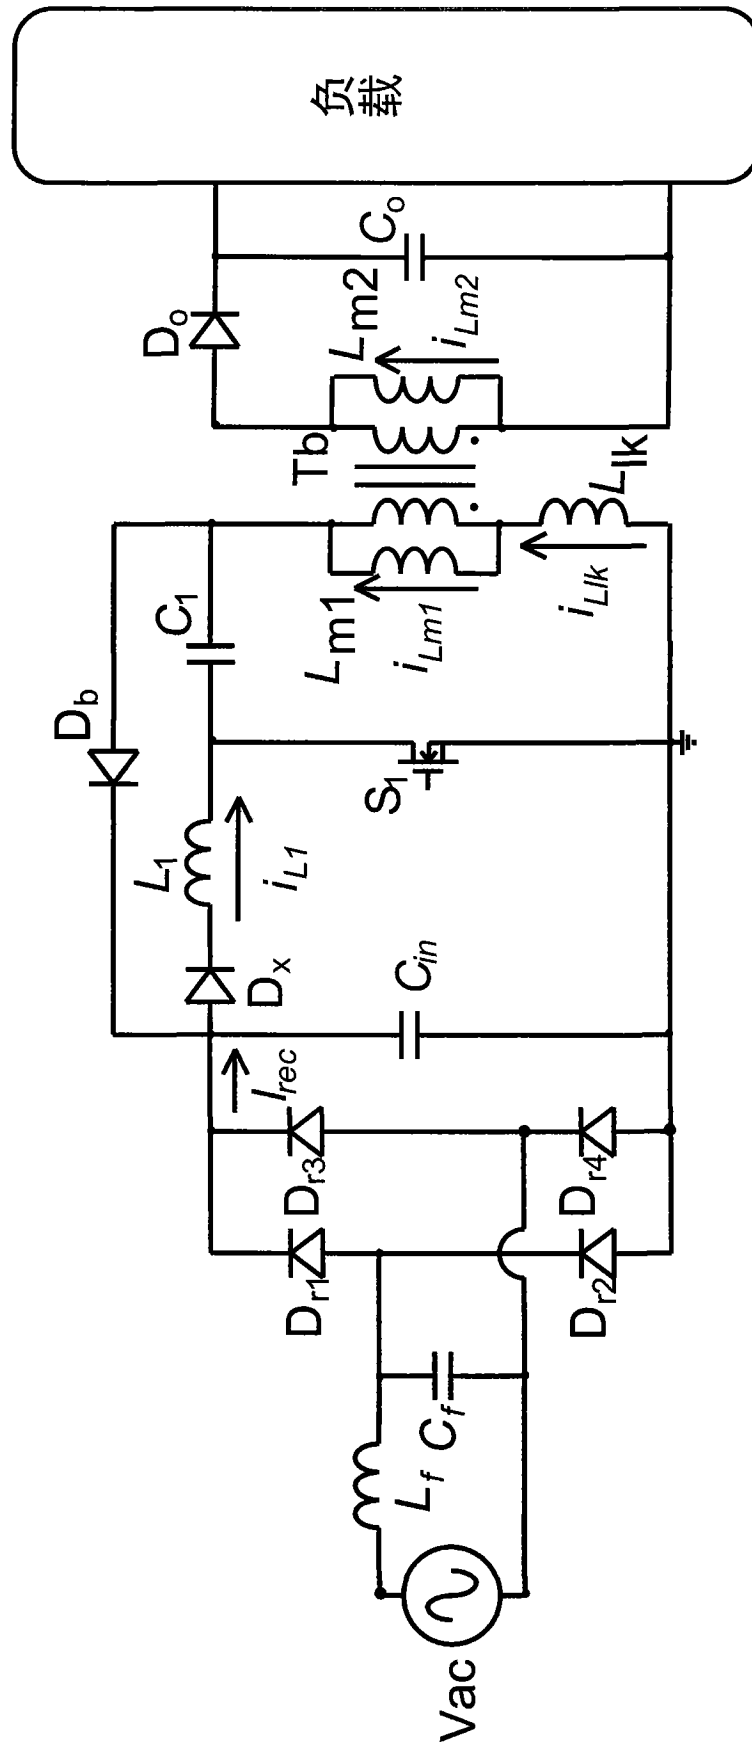 Vac
Lf
Cf
Dr1
Dr2
Dr3
Dr4
Irec
Cin
Dx
L1
iL1
Db
S1
C1
Lm1
iLm1
Llk
iLlk
Tb
Lm2
iLm2
Do
Co
负载